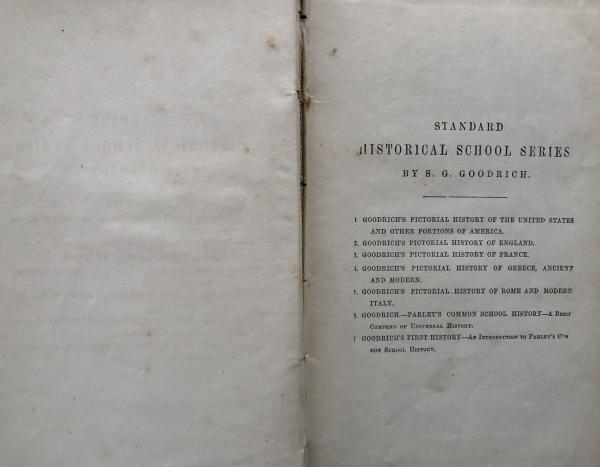 STANDARD
HISTORICAL SCHOOL SERIES
BY S. G. GOODRICH.
1 GOODRICH'S PICTORIAL HISTORY OF THE UNITED STATES
AND OTHER PORTIONS OF AMERICA.
2. GOODRICH'S PICTORIAL HISTORY OF ENGLAND.
3. GOODRICH'S PICTORIAL HISTORY OF FRANCE.
4. GOODRICH'S PICTORIAL HISTORY OF GREECE, ANCIENT
AND MODERN.
5. GOODRICH'S PICTORIAL HISTORY OF ROME AND MODERN
ITALY.
6. GOODRICH.—PARLEY'S COMMON SCHOOL HISTORY—A Brief
Compend of Universal History.
GOODRICH'S FIRST HISTORY—An Introduction to Parley's Com
mon School History.